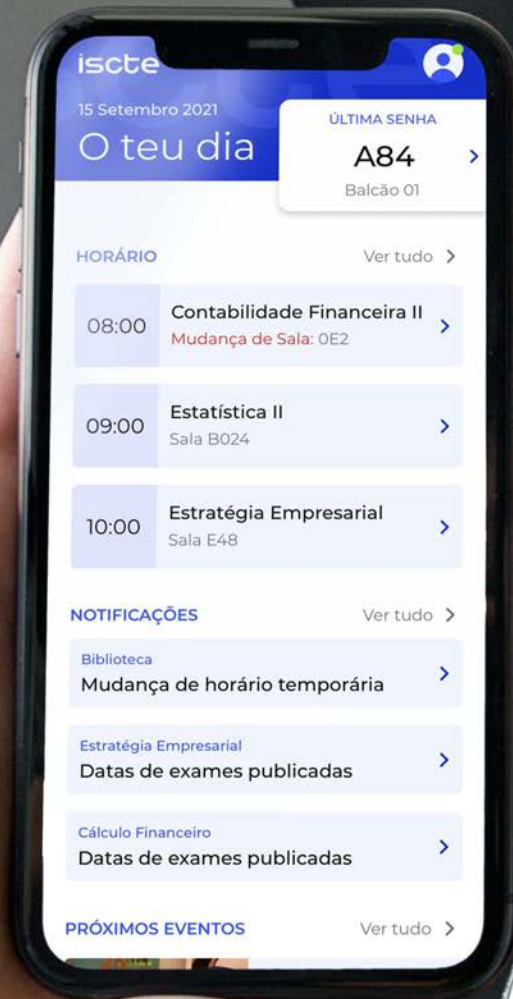 iscte
15 Setembro 2021
O teu dia
ÚLTIMA SENHA
A84
Balcão 01
HORÁRIO
Ver tudo
08:00
Contabilidade Financeira II
Mudança de Sala: 0E2
09:00
Estatística II
Sala B024
10:00
Estratégia Empresarial
Sala E48
NOTIFICAÇÕES
Ver tudo
Biblioteca
Mudança de horário temporária
Estratégia Empresarial
Datas de exames publicadas
Cálculo Financeiro
Datas de exames publicadas
PRÓXIMOS EVENTOS
Ver tudo